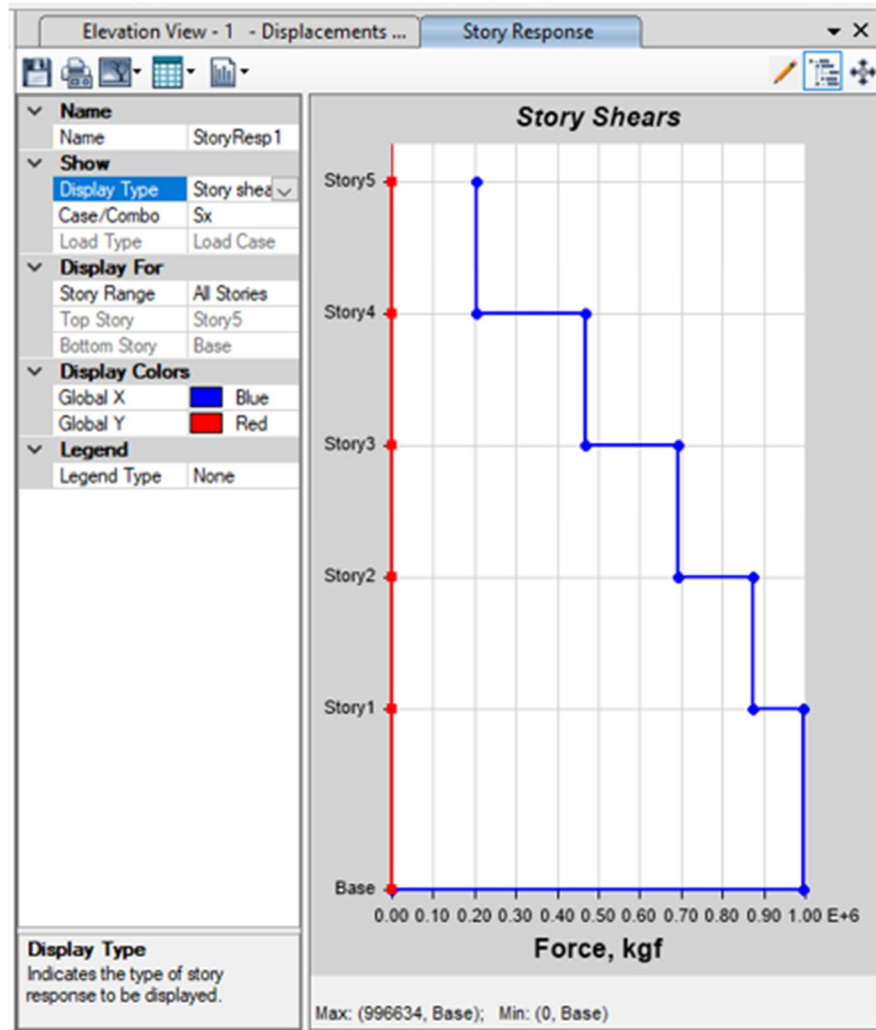 Elevation View - 1 - Displacements ...
Story Response
Name
Name StoryResp1
Show
Display Type Story shea
Case/Combo Sx
Load Type Load Case
Display For
Story Range All Stories
Top Story Story5
Bottom Story Base
Display Colors
Global X Blue
Global Y Red
Legend
Legend Type None
Display Type
Indicates the type of story
response to be displayed.
Story Shears
Story5
Story4
Story3
Story2
Story1
Base
0.00 0.10 0.20 0.30 0.40 0.50 0.60 0.70 0.80 0.90 1.00 E+6
Force, kgf
Max: (996634, Base); Min: (0, Base)